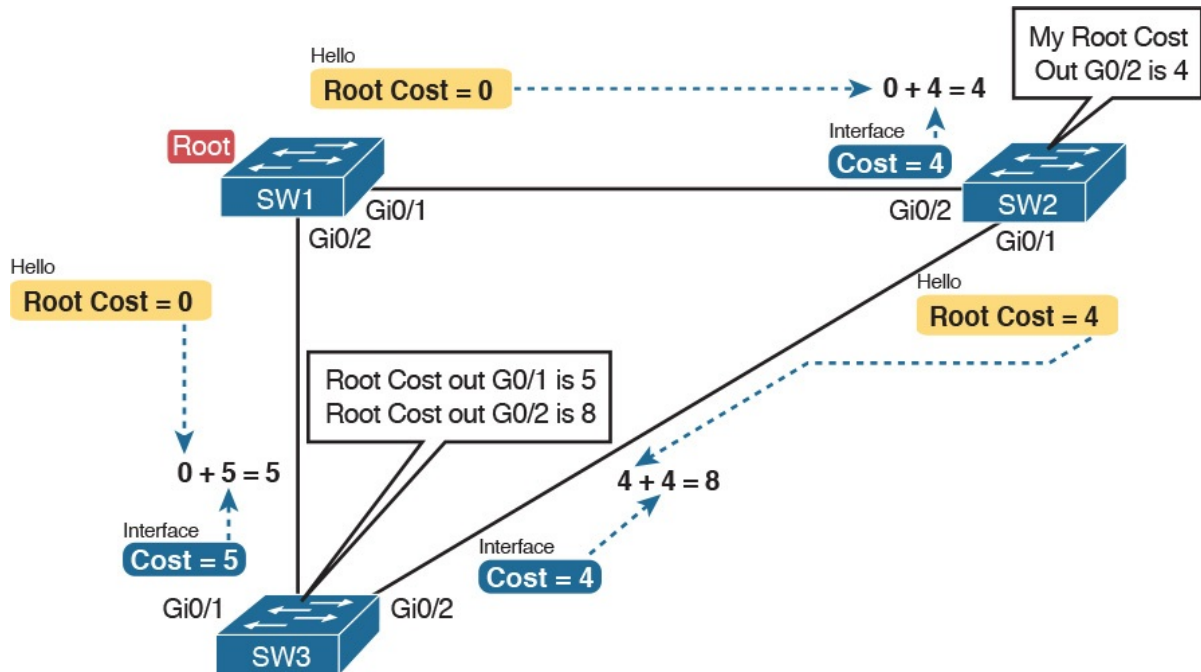 My Root Cost
Out G0/2 is 4
Hello
Root Cost = 0
0 + 4 = 4
Interface
Cost = 4
Root
SW1
SW2
Gi0/1
Gi0/2
Gi0/2
Gi0/1
Hello
Root Cost = 0
Hello
Root Cost = 4
Root Cost out G0/1 is 5
Root Cost out G0/2 is 8
0 + 5 = 5
4 + 4 = 8
Interface
Cost = 5
Interface
Cost = 4
Gi0/1
Gi0/2
SW3